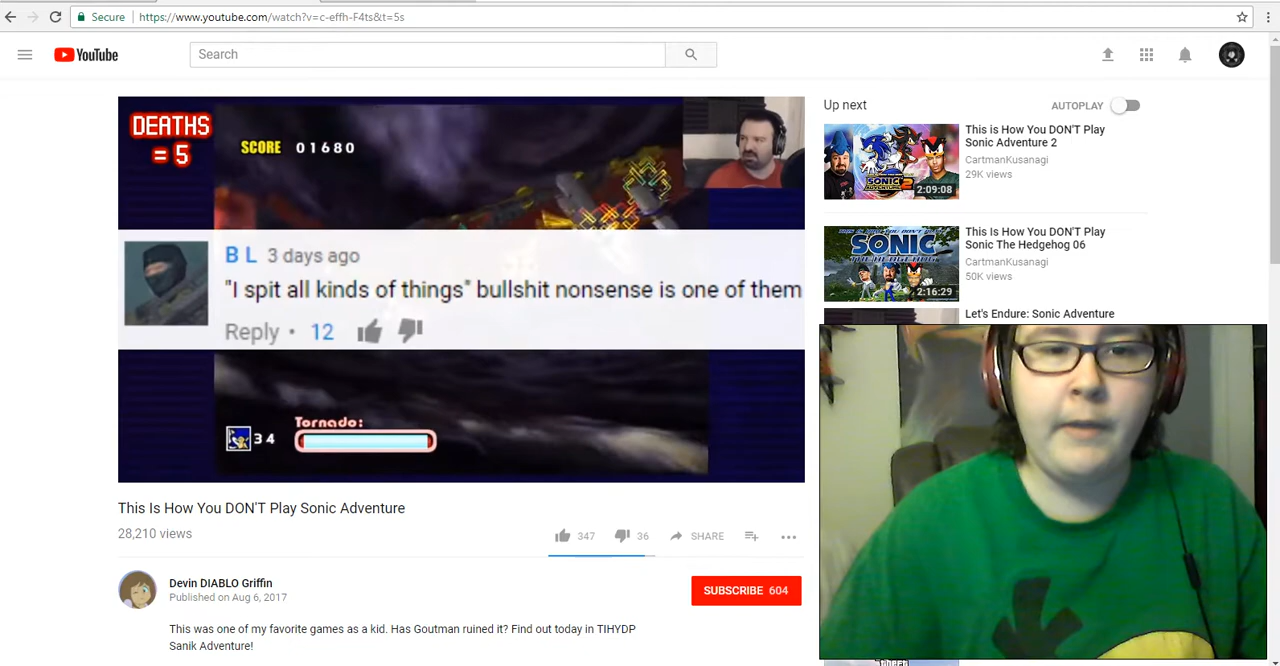 Secure https://www.youtube.com/watch?v=c-effh-F4ts&t=5s
YouTube
Search
DEATHS
= 5
SCORE 01680
B L 3 days ago
"I spit all kinds of things" bullshit nonsense is one of them
Reply • 12
34
Tornado:
This Is How You DON'T Play Sonic Adventure
28,210 views
347
36
SHARE
Devin DIABLO Griffin
Published on Aug 6, 2017
SUBSCRIBE 604
This was one of my favorite games as a kid. Has Goutman ruined it? Find out today in TIHYDP
Sanik Adventure!
Up next
AUTOPLAY
This is How You DON'T Play
Sonic Adventure 2
CartmanKusanagi
29K views
SONIC
ADVENTURE 2
2:09:08
This Is How You DON'T Play
Sonic The Hedgehog 06
CartmanKusanagi
50K views
SONIC
THE HEDGEHOG
2:16:29
Let's Endure: Sonic Adventure